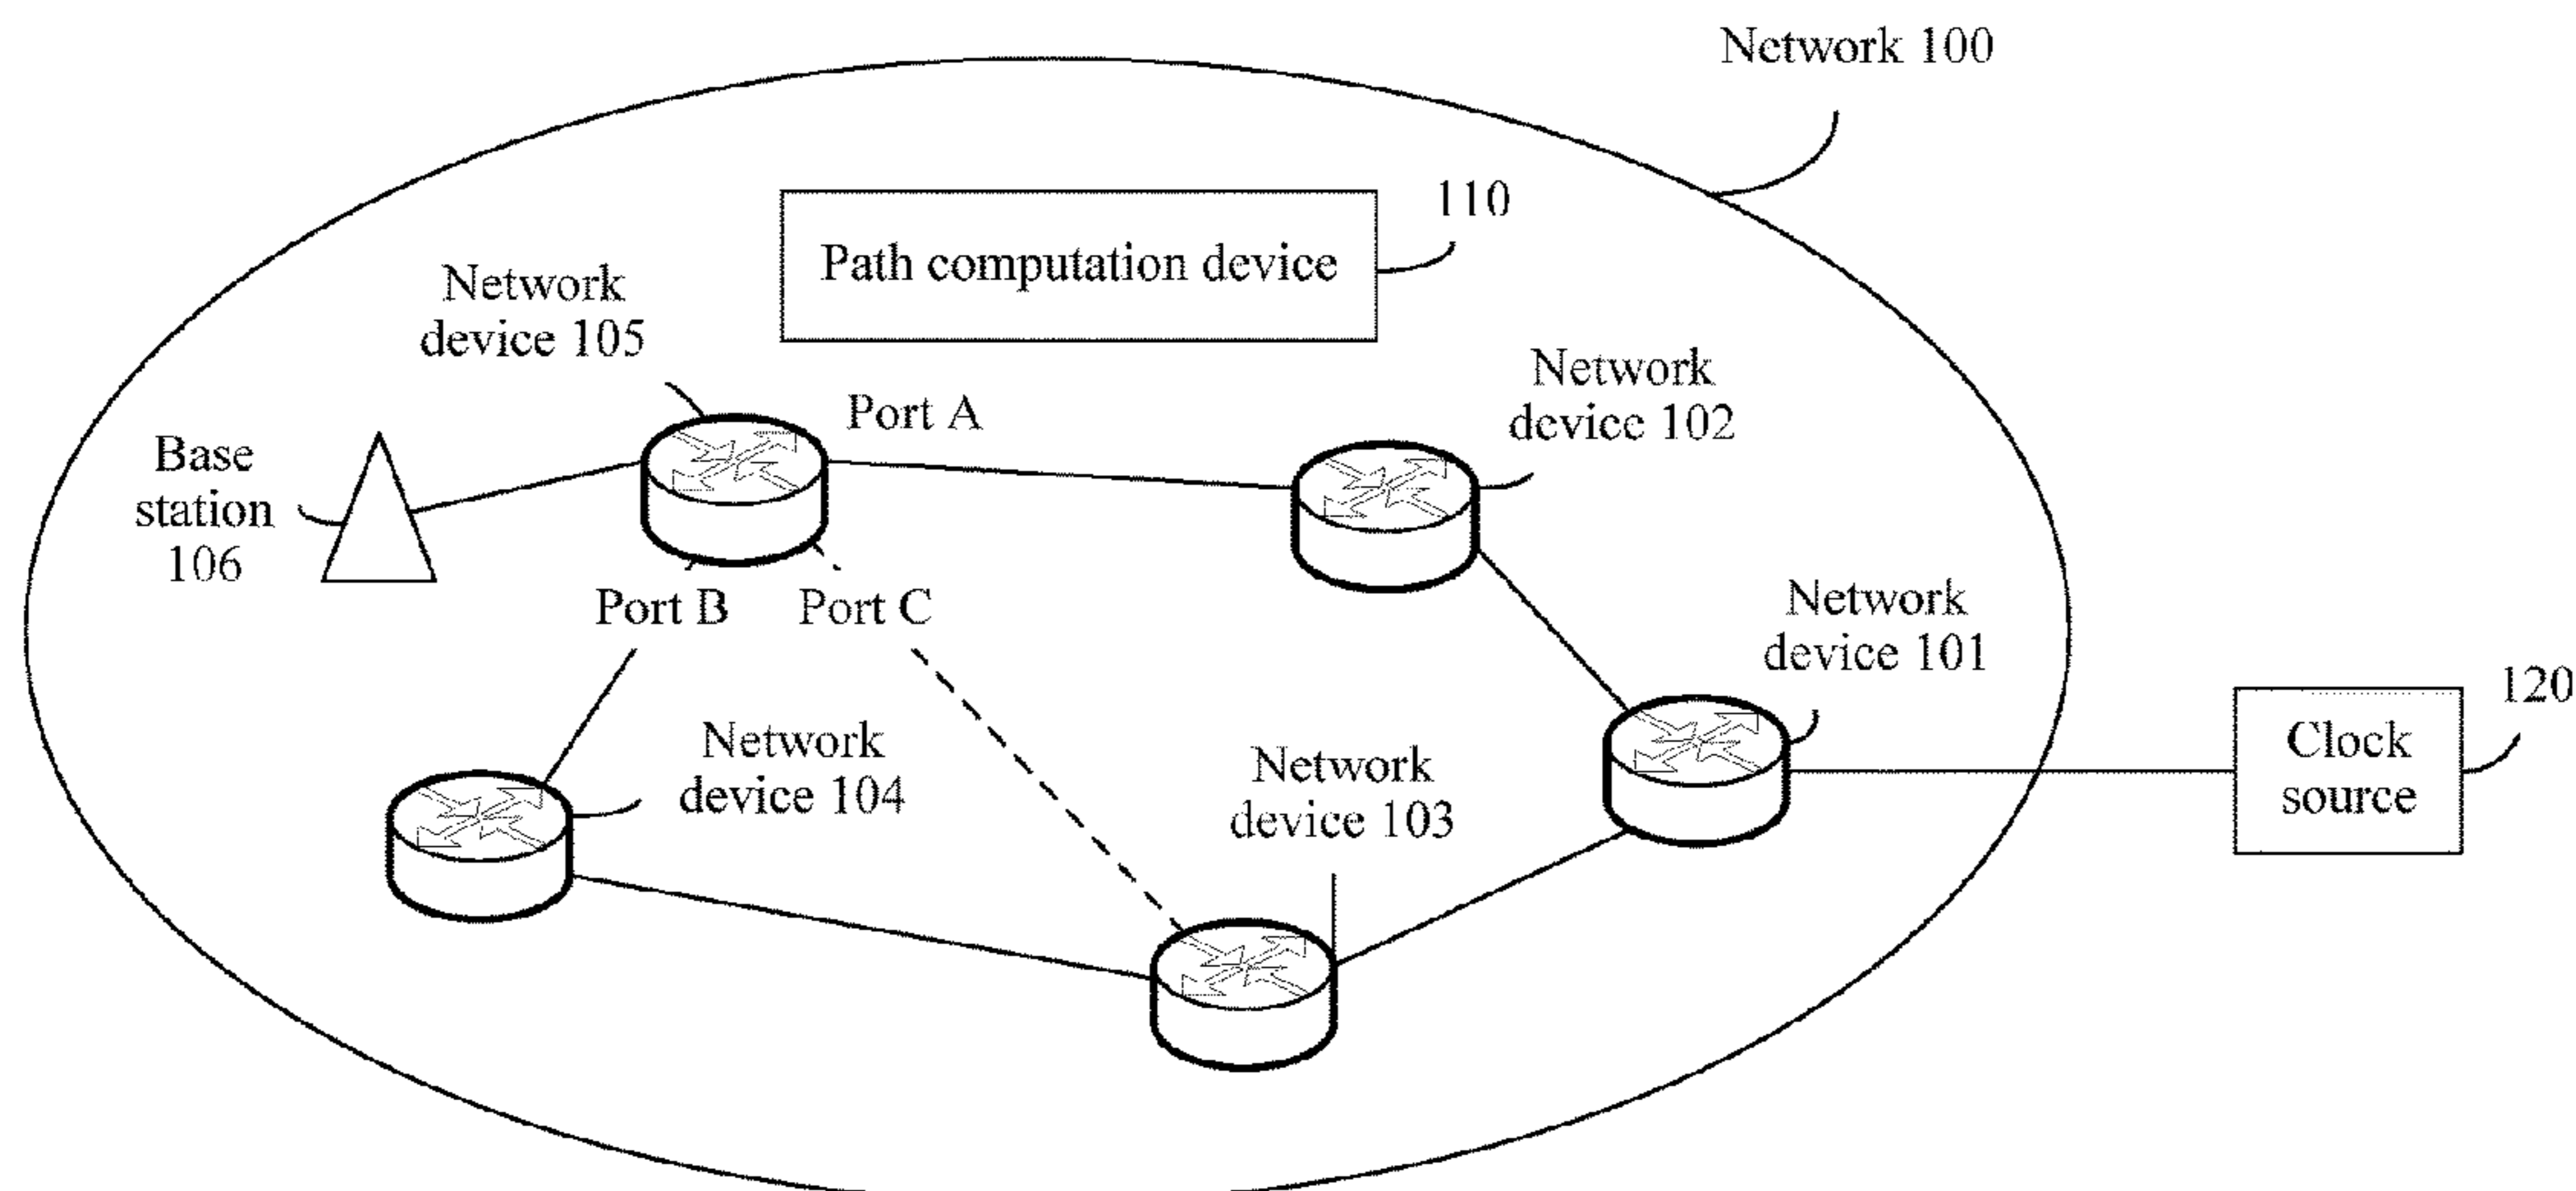 Network 100
110
Path computation device
Network
device 105
Port A
Network
device 102
Base
station
106
Port B
Port C
Network
device 101
120
Clock
source
Network
device 104
Network
device 103